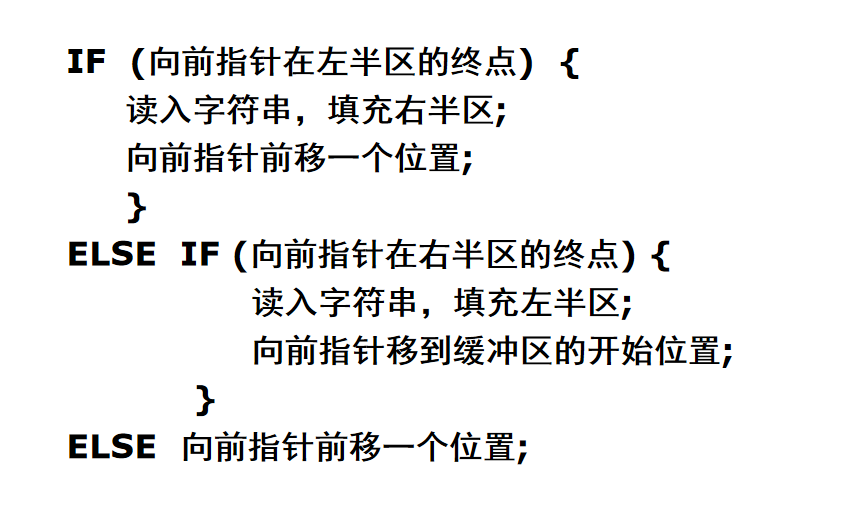 IF (向前指针在左半区的终点) {
读入字符串，填充右半区;
向前指针前移一个位置;
}
ELSE IF (向前指针在右半区的终点) {
读入字符串，填充左半区;
向前指针移到缓冲区的开始位置;
}
ELSE 向前指针前移一个位置;